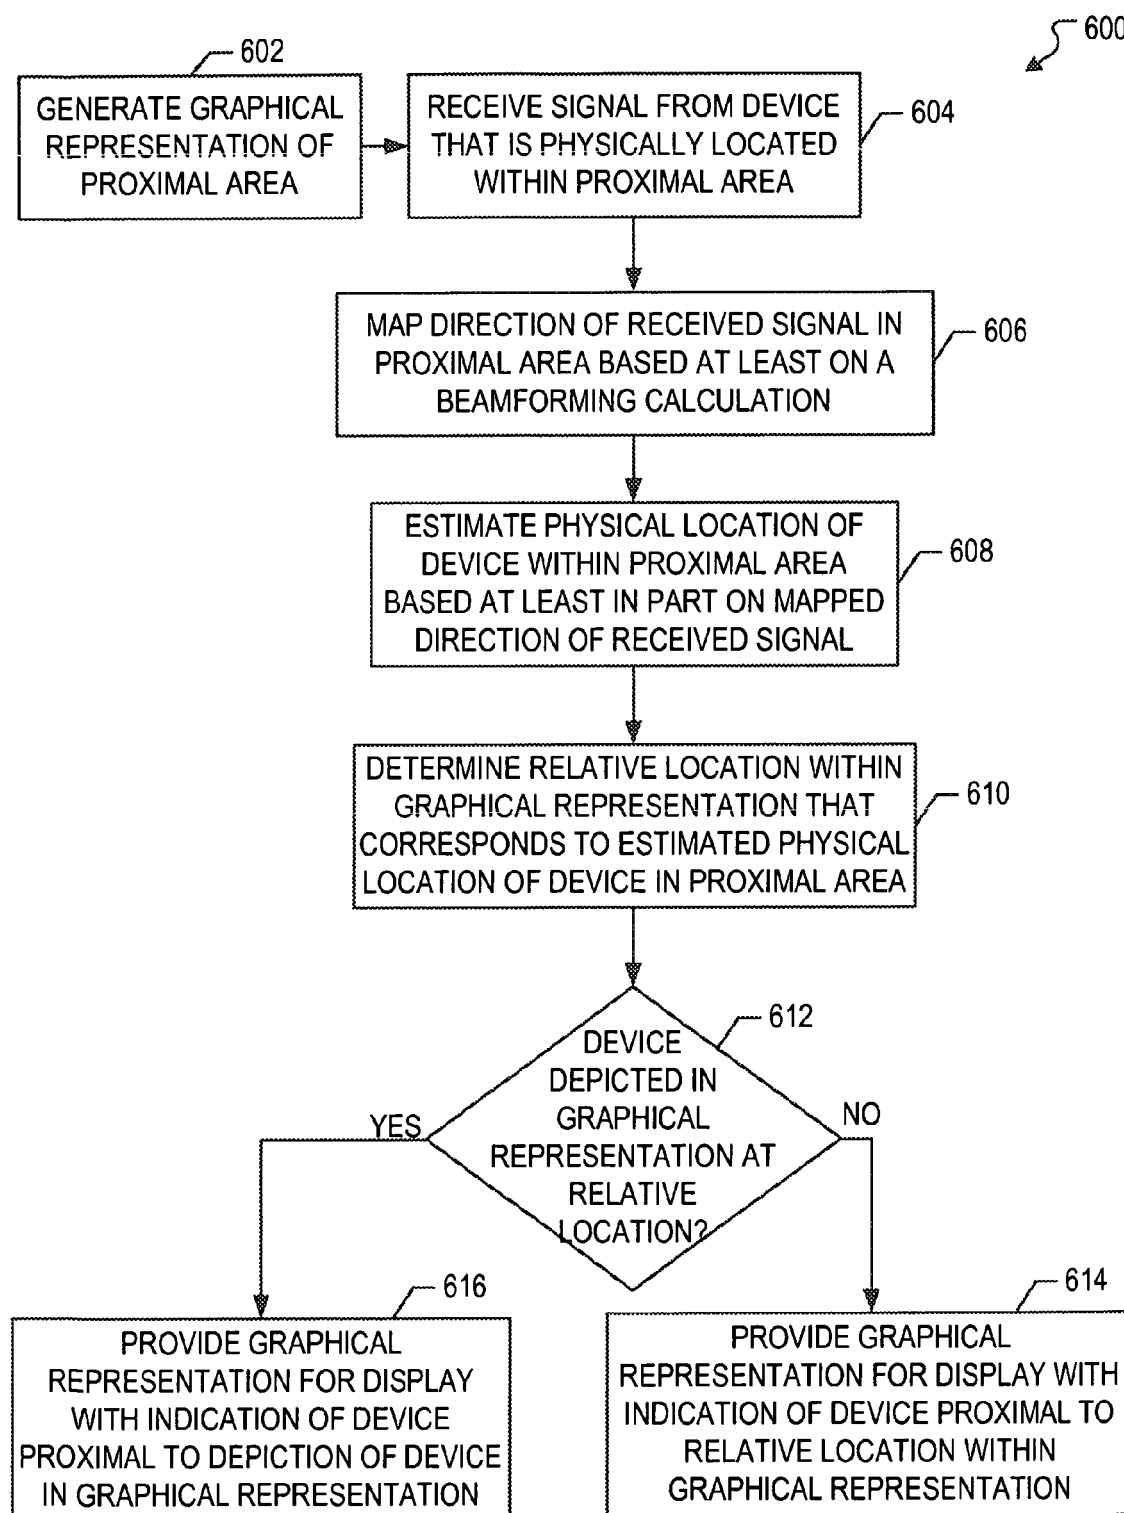 600
602
GENERATE GRAPHICAL
REPRESENTATION OF
PROXIMAL AREA
RECEIVE SIGNAL FROM DEVICE
THAT IS PHYSICALLY LOCATED
WITHIN PROXIMAL AREA
604
MAP DIRECTION OF RECEIVED SIGNAL IN
PROXIMAL AREA BASED AT LEAST ON A
BEAMFORMING CALCULATION
606
ESTIMATE PHYSICAL LOCATION OF
DEVICE WITHIN PROXIMAL AREA
BASED AT LEAST IN PART ON MAPPED
DIRECTION OF RECEIVED SIGNAL
608
DETERMINE RELATIVE LOCATION WITHIN
GRAPHICAL REPRESENTATION THAT
CORRESPONDS TO ESTIMATED PHYSICAL
LOCATION OF DEVICE IN PROXIMAL AREA
610
612
DEVICE
DEPICTED IN
GRAPHICAL
REPRESENTATION AT
RELATIVE
LOCATION?
YES
NO
616
PROVIDE GRAPHICAL
REPRESENTATION FOR DISPLAY
WITH INDICATION OF DEVICE
PROXIMAL TO DEPICTION OF DEVICE
IN GRAPHICAL REPRESENTATION
614
PROVIDE GRAPHICAL
REPRESENTATION FOR DISPLAY WITH
INDICATION OF DEVICE PROXIMAL TO
RELATIVE LOCATION WITHIN
GRAPHICAL REPRESENTATION